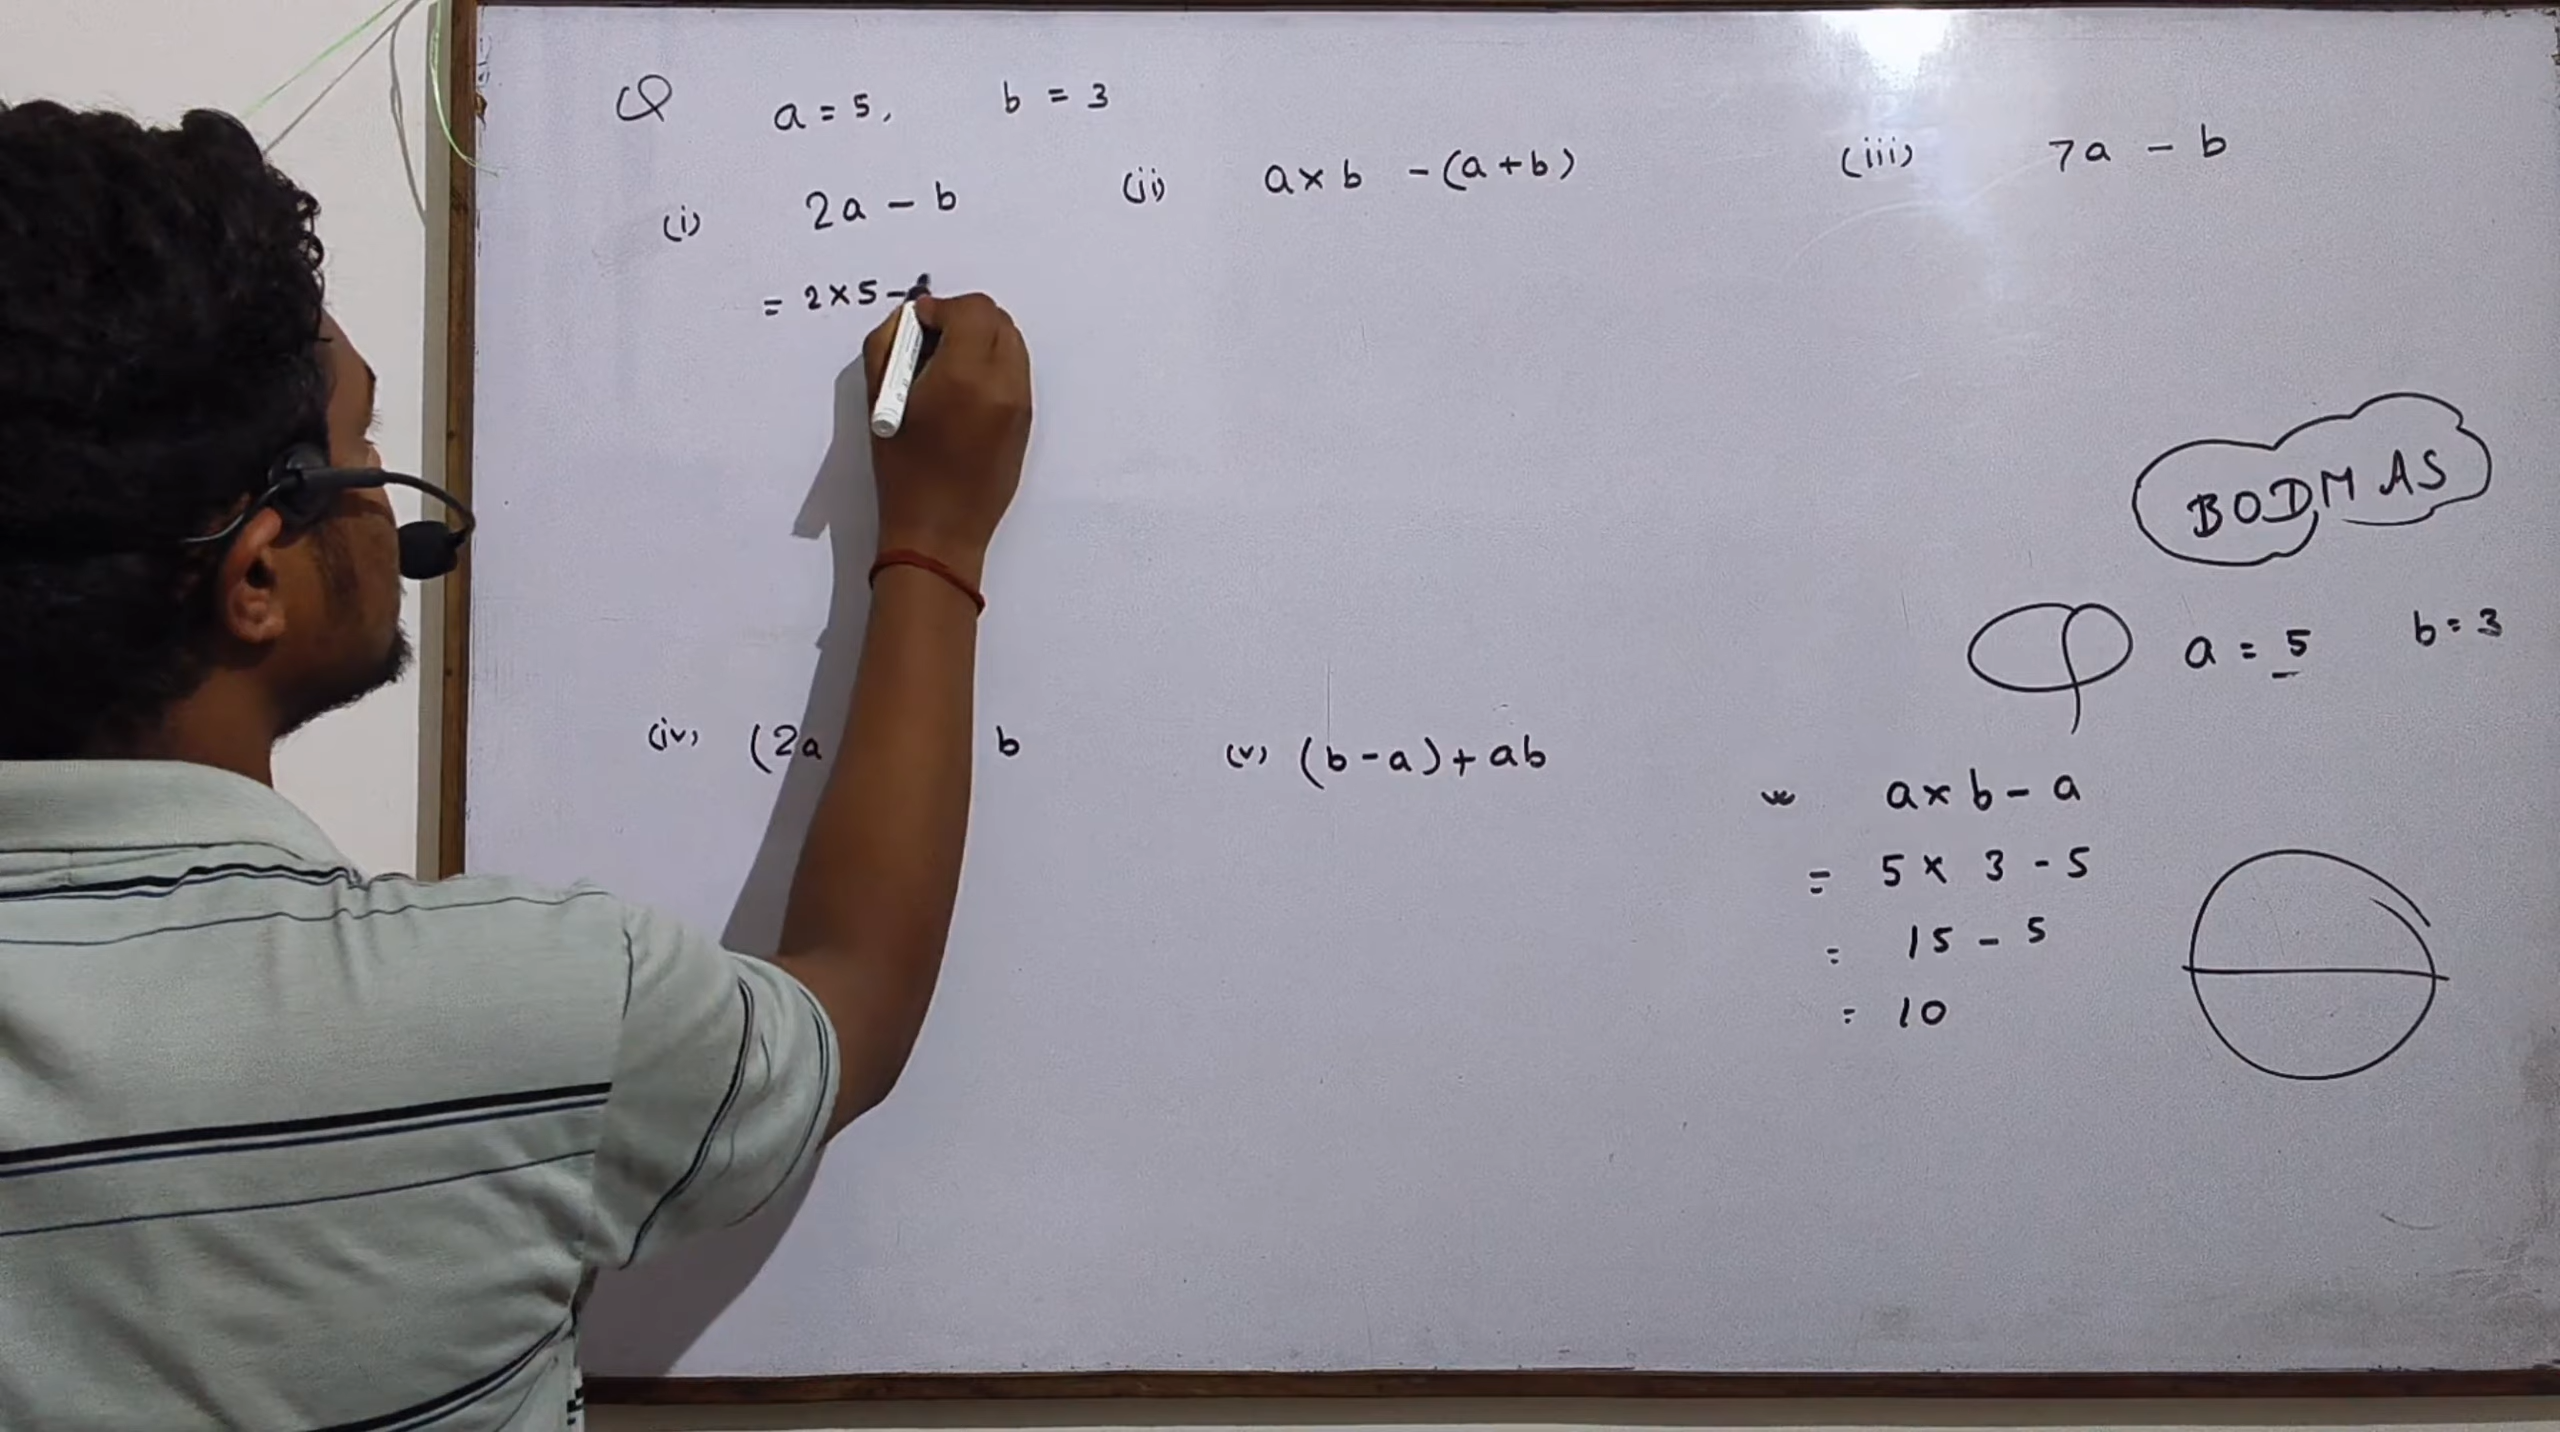 Q a = 5, b = 3
(i) 2a - b (ii) a x b - (a + b) (iii) 7a - b
= 2 x 5 -
BODMAS
a = 5 b = 3
(iv) (2a b (v) (b - a) + ab
a x b - a
= 5 x 3 - 5
= 15 - 5
= 10